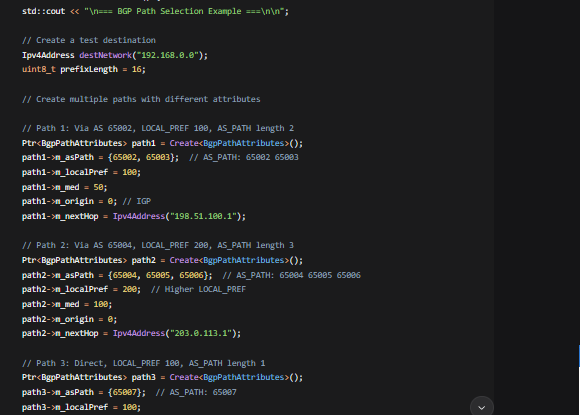 std::cout << "\n=== BGP Path Selection Example ===\n\n";
// Create a test destination
Ipv4Address destNetwork("192.168.0.0");
uint8_t prefixLength = 16;
// Create multiple paths with different attributes
// Path 1: Via AS 65002, LOCAL_PREF 100, AS_PATH length 2
Ptr<BgpPathAttributes> path1 = Create<BgpPathAttributes>();
path1->m_asPath = {65002, 65003};  // AS_PATH: 65002 65003
path1->m_localPref = 100;
path1->m_med = 50;
path1->m_origin = 0; // IGP
path1->m_nextHop = Ipv4Address("198.51.100.1");
// Path 2: Via AS 65004, LOCAL_PREF 200, AS_PATH length 3
Ptr<BgpPathAttributes> path2 = Create<BgpPathAttributes>();
path2->m_asPath = {65004, 65005, 65006};  // AS_PATH: 65004 65005 65006
path2->m_localPref = 200;  // Higher LOCAL_PREF
path2->m_med = 100;
path2->m_origin = 0;
path2->m_nextHop = Ipv4Address("203.0.113.1");
// Path 3: Direct, LOCAL_PREF 100, AS_PATH length 1
Ptr<BgpPathAttributes> path3 = Create<BgpPathAttributes>();
path3->m_asPath = {65007};  // AS_PATH: 65007
path3->m_localPref = 100;